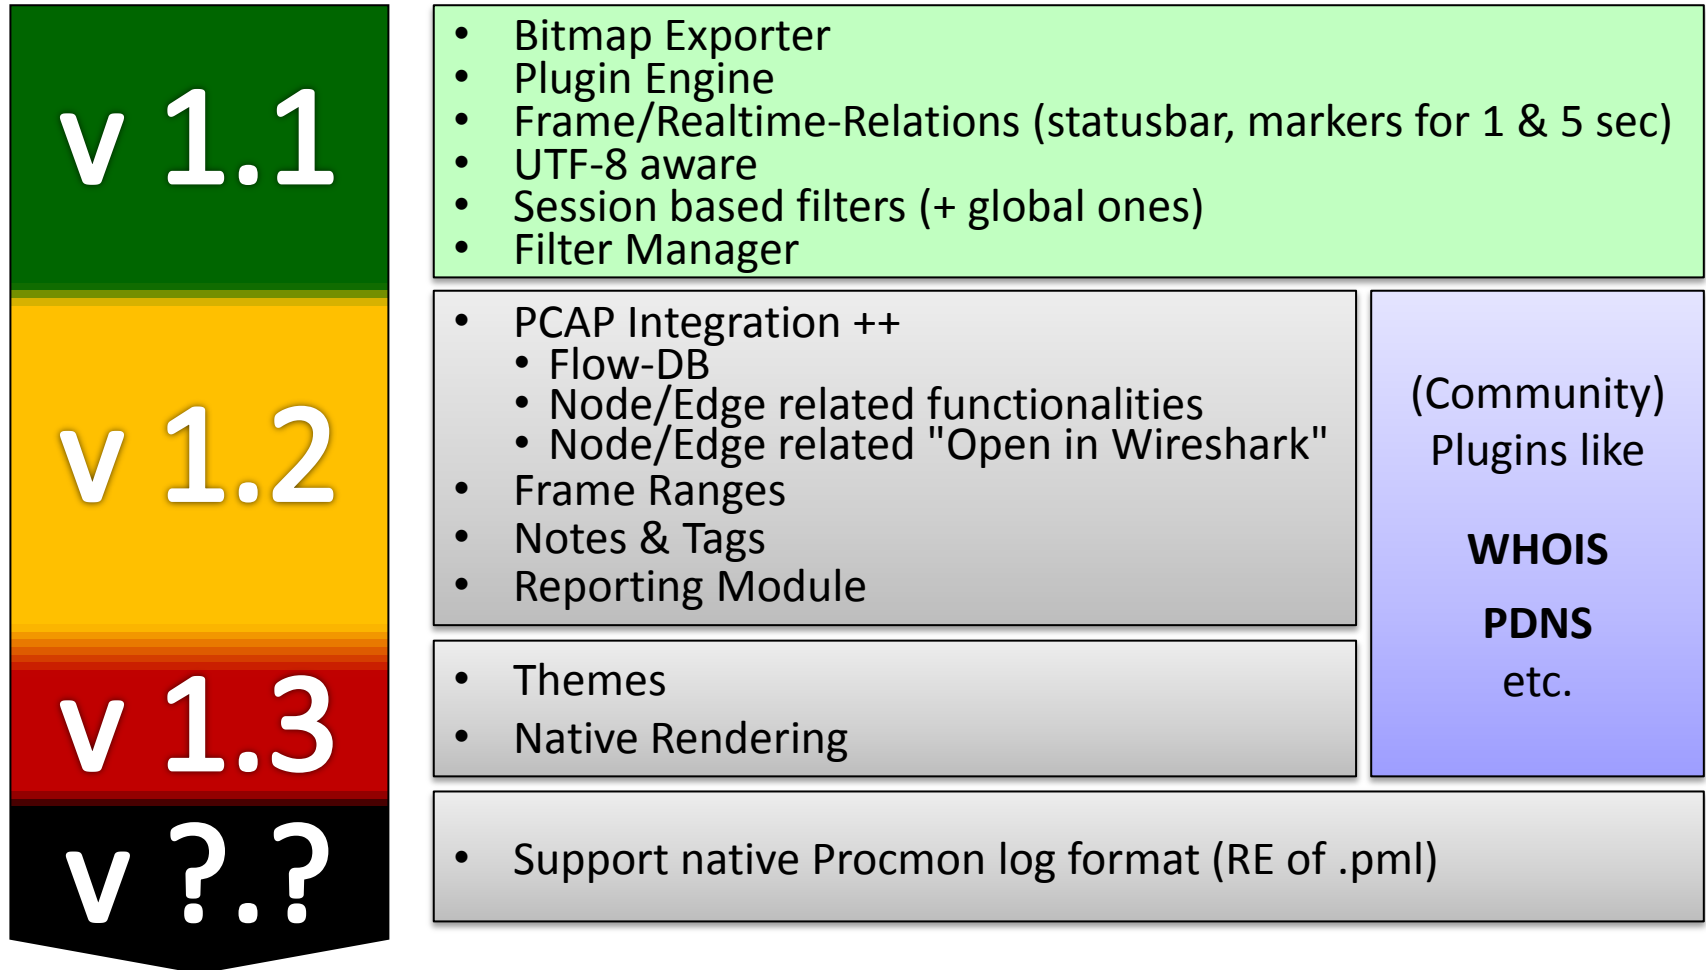 v 1.1
• Bitmap Exporter
• Plugin Engine
• Frame/Realtime-Relations (statusbar, markers for 1 & 5 sec)
• UTF-8 aware
• Session based filters (+ global ones)
• Filter Manager
v 1.2
• PCAP Integration ++
• Flow-DB
• Node/Edge related functionalities
• Node/Edge related "Open in Wireshark"
• Frame Ranges
• Notes & Tags
• Reporting Module
(Community)
Plugins like
WHOIS
PDNS
etc.
v 1.3
• Themes
• Native Rendering
v ?.?
• Support native Procmon log format (RE of .pml)